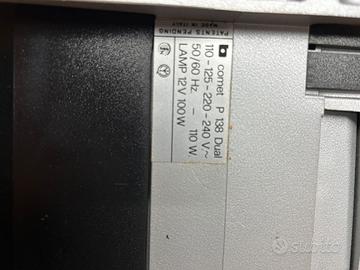 comet P 138 Dual
110-125-220-240 V~
50/60 Hz. - 110 W.
LAMP 12V 100W
PATENTS PENDING
MADE IN ITALY
Subito